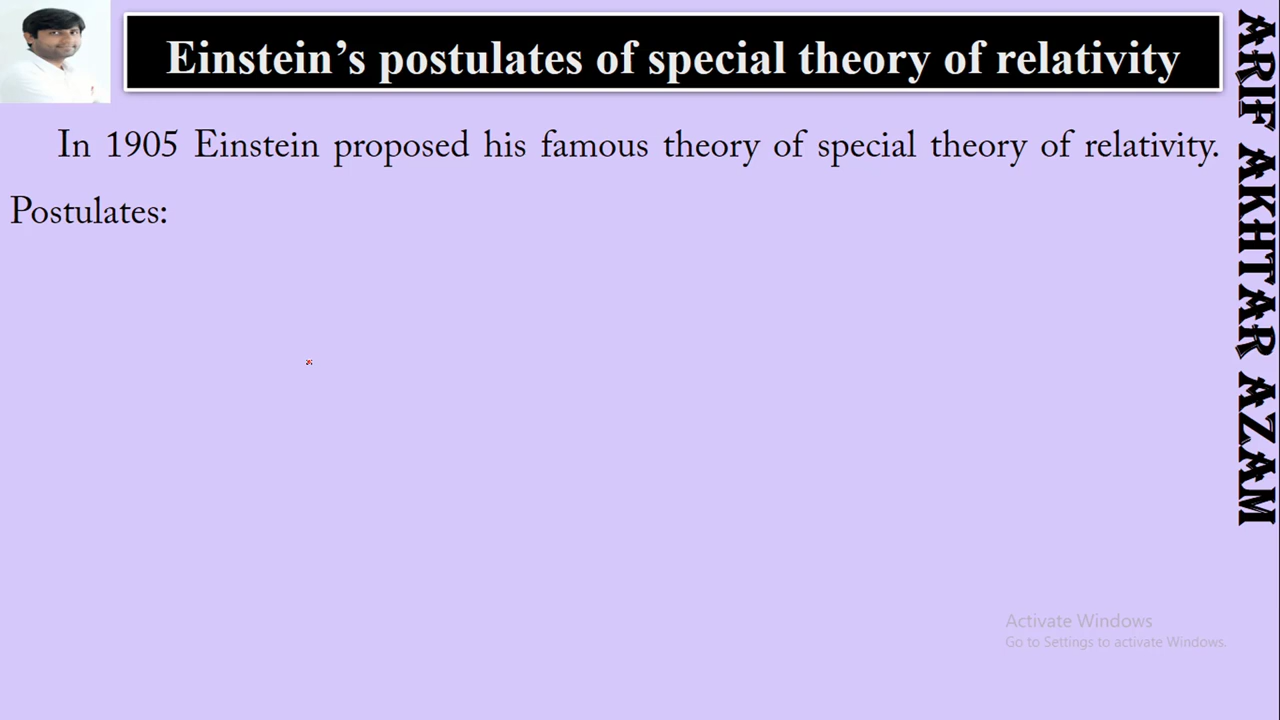 Einstein’s postulates of special theory of relativity
In 1905 Einstein proposed his famous theory of special theory of relativity.
Postulates:
ARIF AKHTAR AZAM
Activate Windows
Go to Settings to activate Windows.